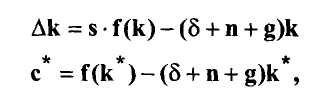 Δk = s · f(k) – (δ + n + g)k
c* = f(k*) – (δ + n + g)k*,